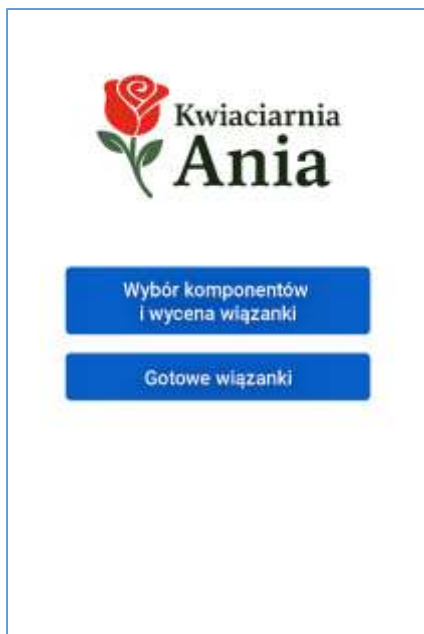 Kwiaciarnia
Ania
Wybór komponentów
i wycena wiązanki
Gotowe wiązanki